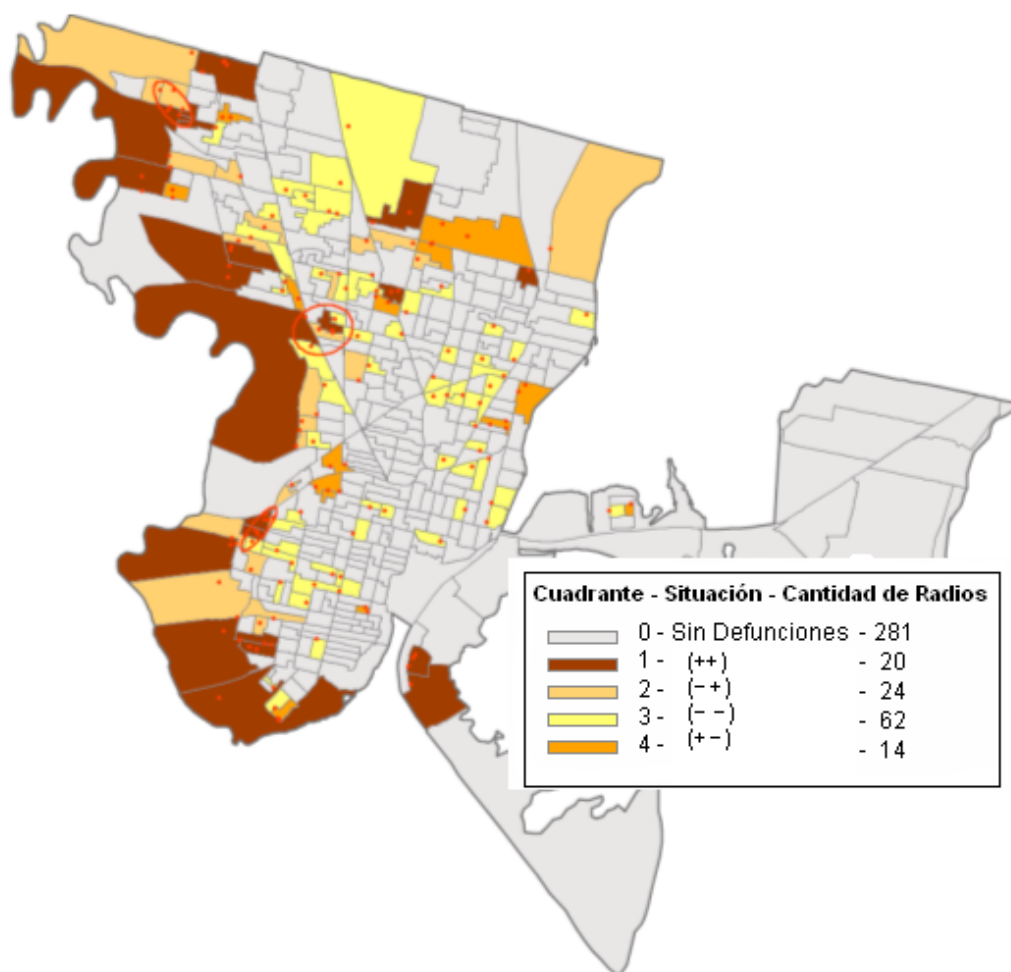 Cuadrante - Situación - Cantidad de Radios
0 - Sin Defunciones - 281
1 - (++) - 20
2 - (−+) - 24
3 - (− −) - 62
4 - (+ −) - 14